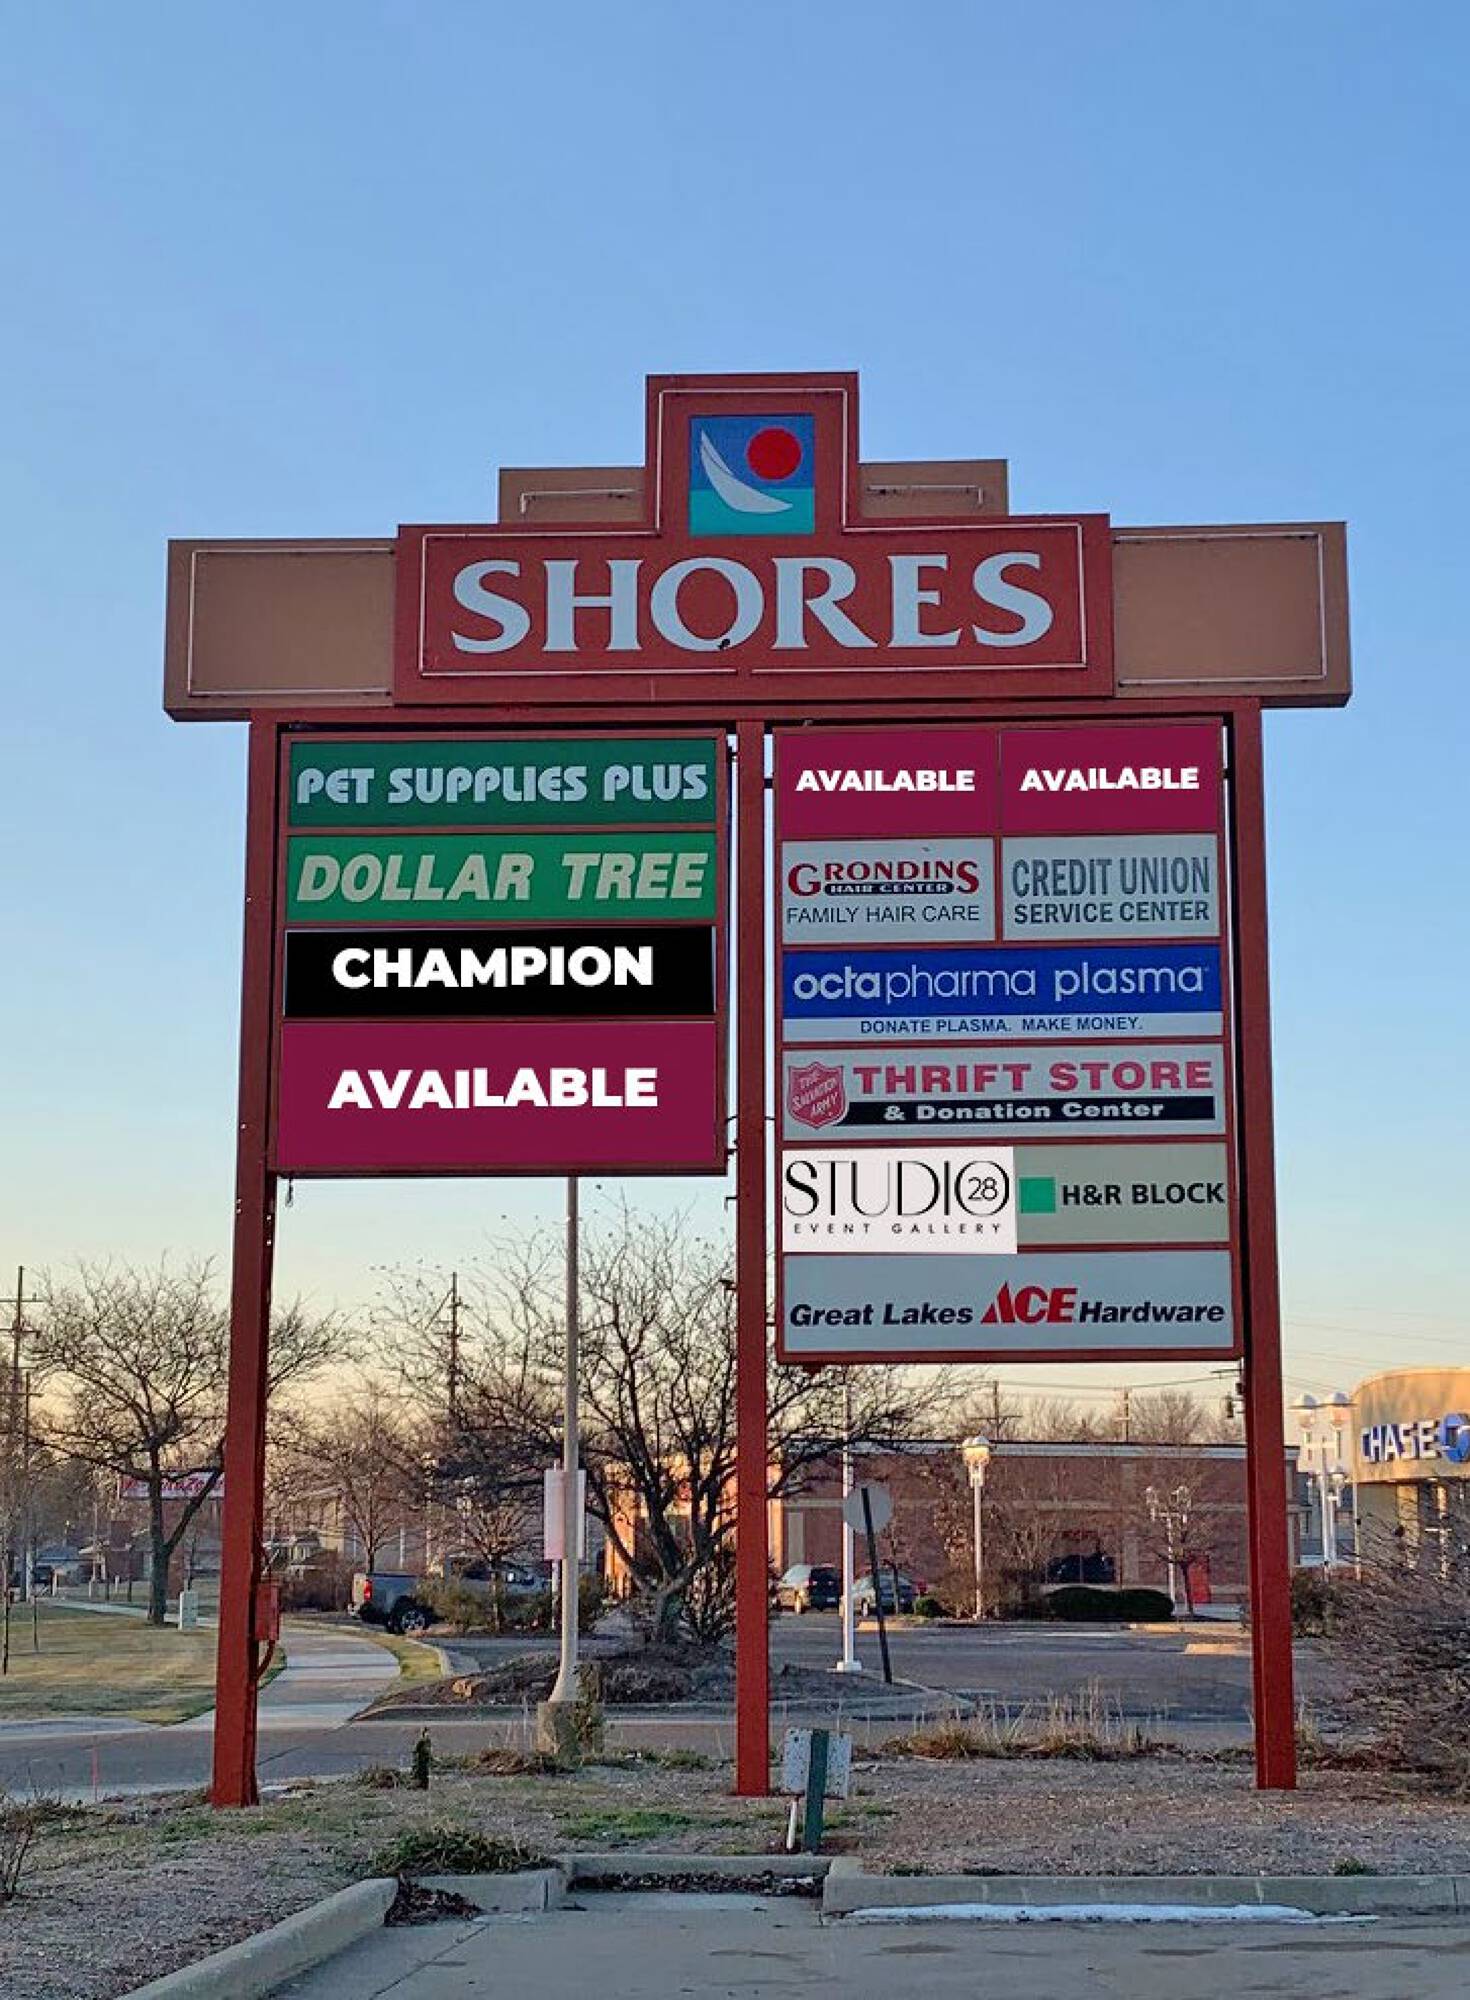 SHORES
PET SUPPLIES PLUS
DOLLAR TREE
CHAMPION
AVAILABLE
AVAILABLE
AVAILABLE
GRONDINS
HAIR CENTER
FAMILY HAIR CARE
CREDIT UNION
SERVICE CENTER
octapharma plasma
DONATE PLASMA. MAKE MONEY.
THE SALVATION ARMY
THRIFT STORE
& Donation Center
STUDIO 28
EVENT GALLERY
H&R BLOCK
Great Lakes ACE Hardware
CHASE